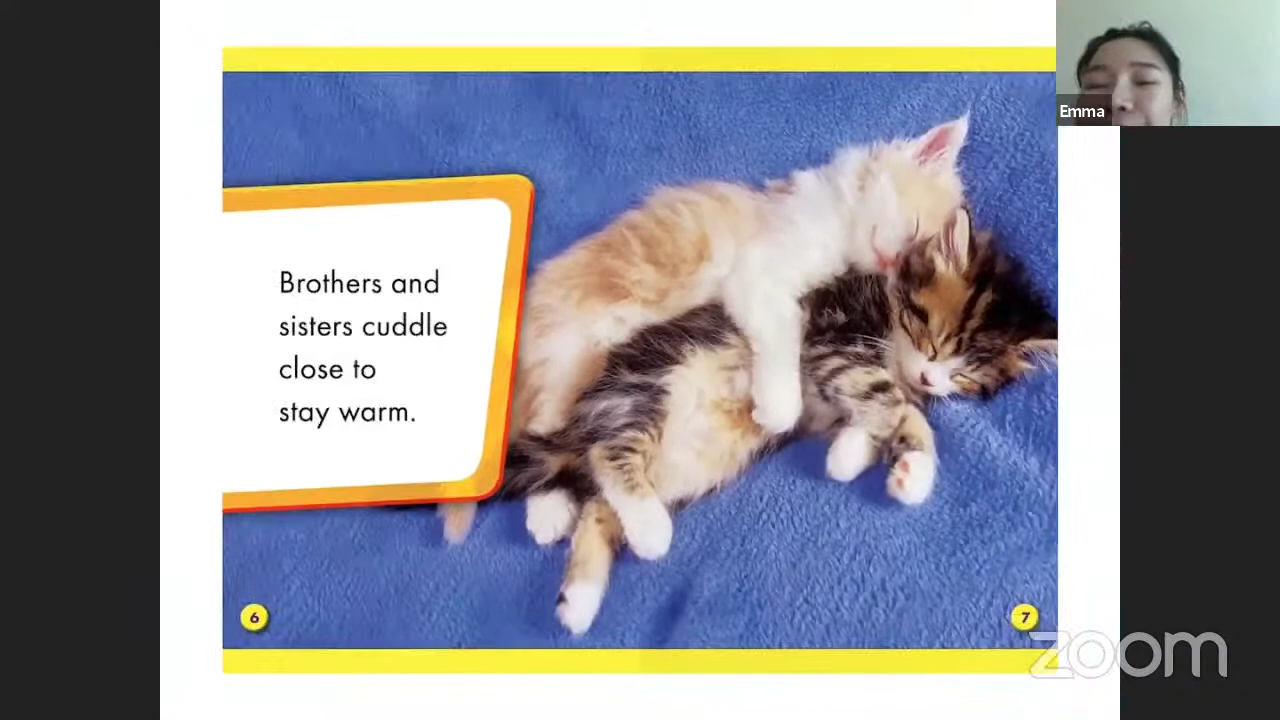 Emma
Brothers and
sisters cuddle
close to
stay warm.
6
7
zoom